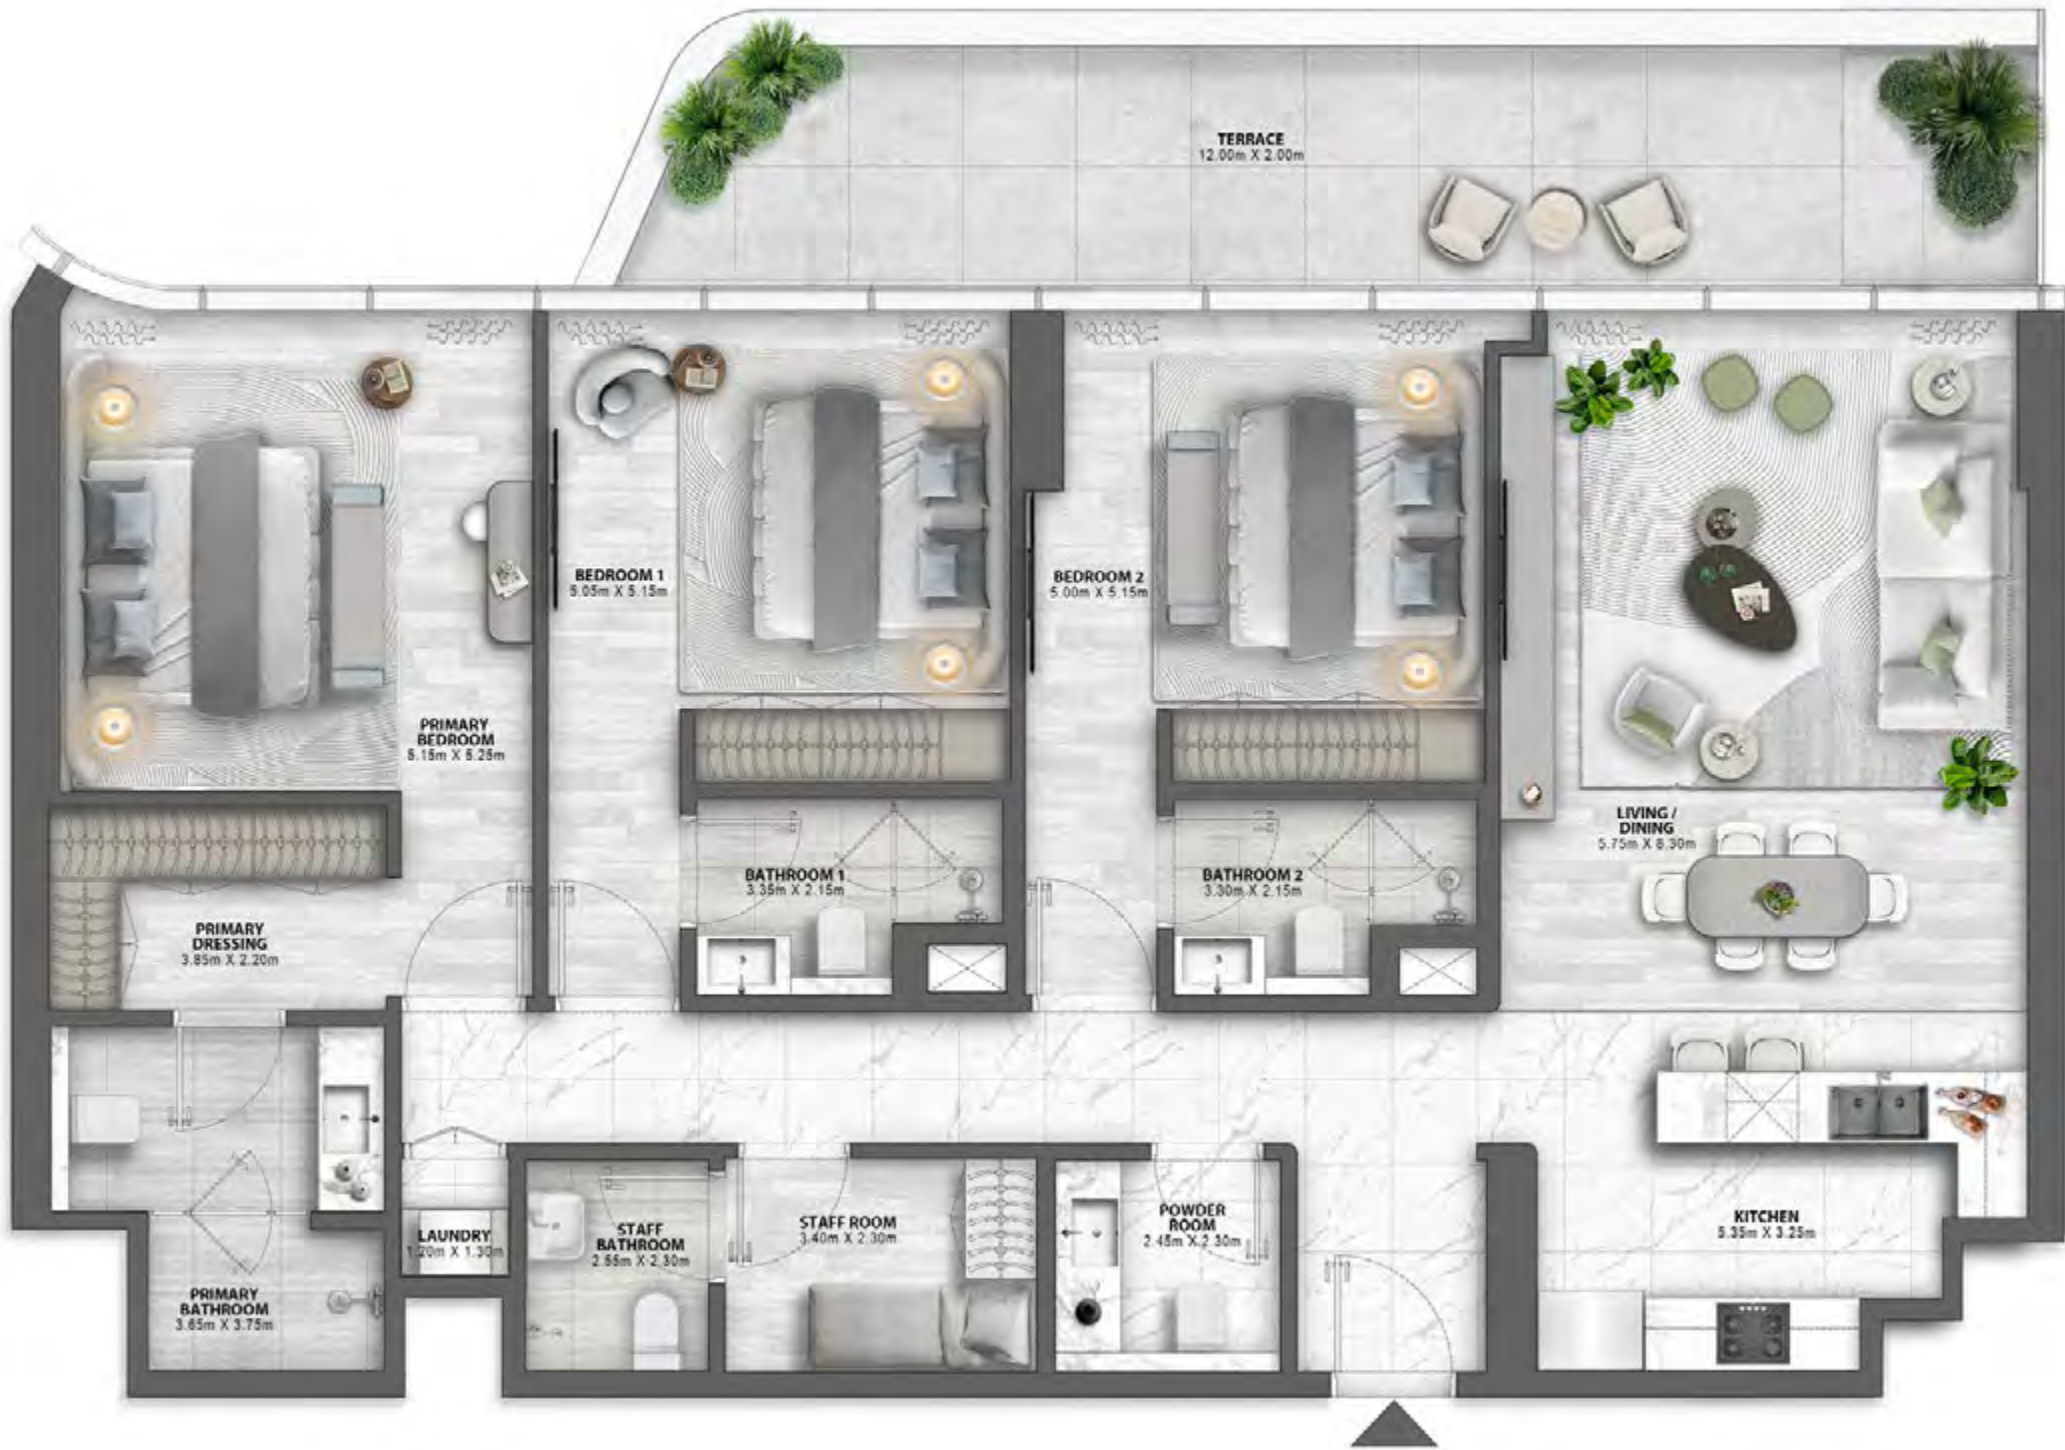 TERRACE
12.00m X 2.00m
BEDROOM 1
5.05m X 5.15m
BEDROOM 2
5.00m X 5.15m
PRIMARY
BEDROOM
5.15m X 5.25m
LIVING /
DINING
5.75m X 8.30m
BATHROOM 1
3.35m X 2.15m
BATHROOM 2
3.30m X 2.15m
PRIMARY
DRESSING
3.85m X 2.20m
LAUNDRY
1.20m X 1.30m
STAFF
BATHROOM
2.55m X 2.30m
STAFF ROOM
3.40m X 2.30m
POWDER
ROOM
2.45m X 2.30m
KITCHEN
5.35m X 3.25m
PRIMARY
BATHROOM
3.65m X 3.75m